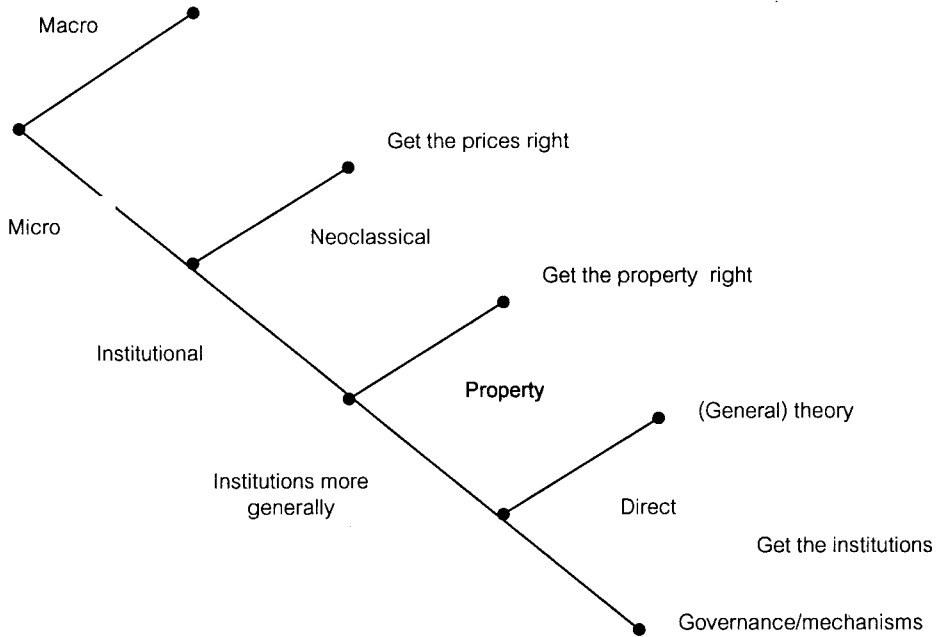 Macro
Get the prices right
Micro
Neoclassical
Get the property right
Institutional
Property
(General) theory
Institutions more
generally
Direct
Get the institutions
Governance/mechanisms